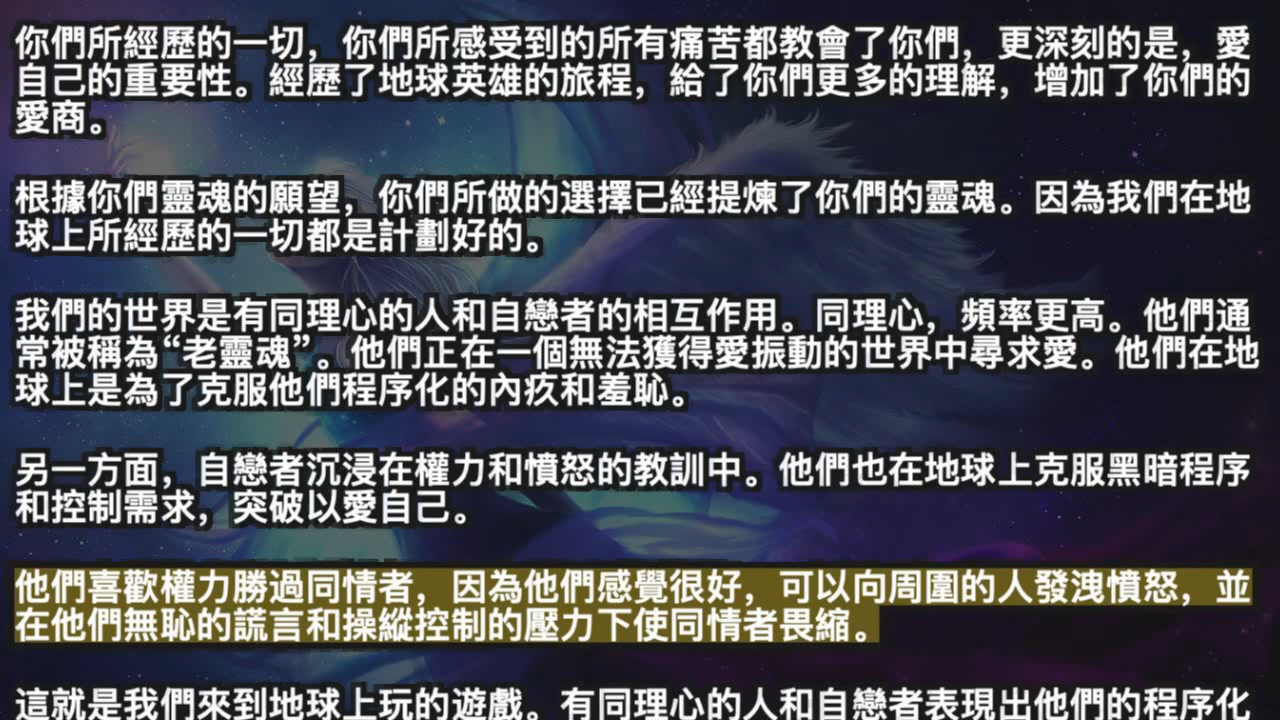 你們所經歷的一切，你們所感受到的所有痛苦都教會了你們，更深刻的是，愛
自己的重要性。經歷了地球英雄的旅程，給了你們更多的理解，增加了你們的
愛商。
根據你們靈魂的願望，你們所做的選擇已經提煉了你們的靈魂。因為我們在地
球上所經歷的一切都是計劃好的。
我們的世界是有同理心的人和自戀者的相互作用。同理心，頻率更高。他們通
常被稱為“老靈魂”。他們正在一個無法獲得愛振動的世界中尋求愛。他們在地
球上是為了克服他們程序化的內疚和羞恥。
另一方面，自戀者沉浸在權力和憤怒的教訓中。他們也在地球上克服黑暗程序
和控制需求，突破以愛自己。
他們喜歡權力勝過同情者，因為他們感覺很好，可以向周圍的人發洩憤怒，並
在他們無恥的謊言和操縱控制的壓力下使同情者畏縮。
這就是我們來到地球上玩的遊戲。有同理心的人和自戀者表現出他們的程序化